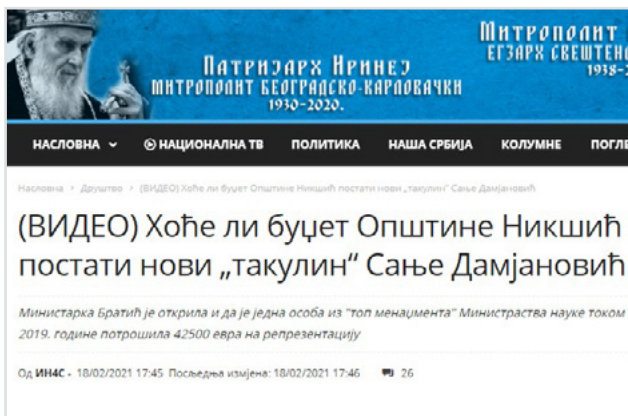 Патријарх Иринеј
Митрополит Београдско-Карловачки
1930-2020.
Митрополит
Егзарх Свештено
1938-2
НАСЛОВНА
НАЦИОНАЛНА ТВ
ПОЛИТИКА
НАША СРБИЈА
КОЛУМНЕ
Насловна > Друштво > (ВИДЕО) Хоће ли буџет Општине Никшић постати нови „такулин“ Сање Дамјановић
(ВИДЕО) Хоће ли буџет Општине Никшић
постати нови „такулин“ Сање Дамјановић
Министарка Братић је открила и да је једна особа из "топ менаџмента" Министраства науке током
2019. године потрошила 42500 евра на репрезентацију
Од ИН4С - 18/02/2021 17:45 Посљедња измјена: 18/02/2021 17:46 26